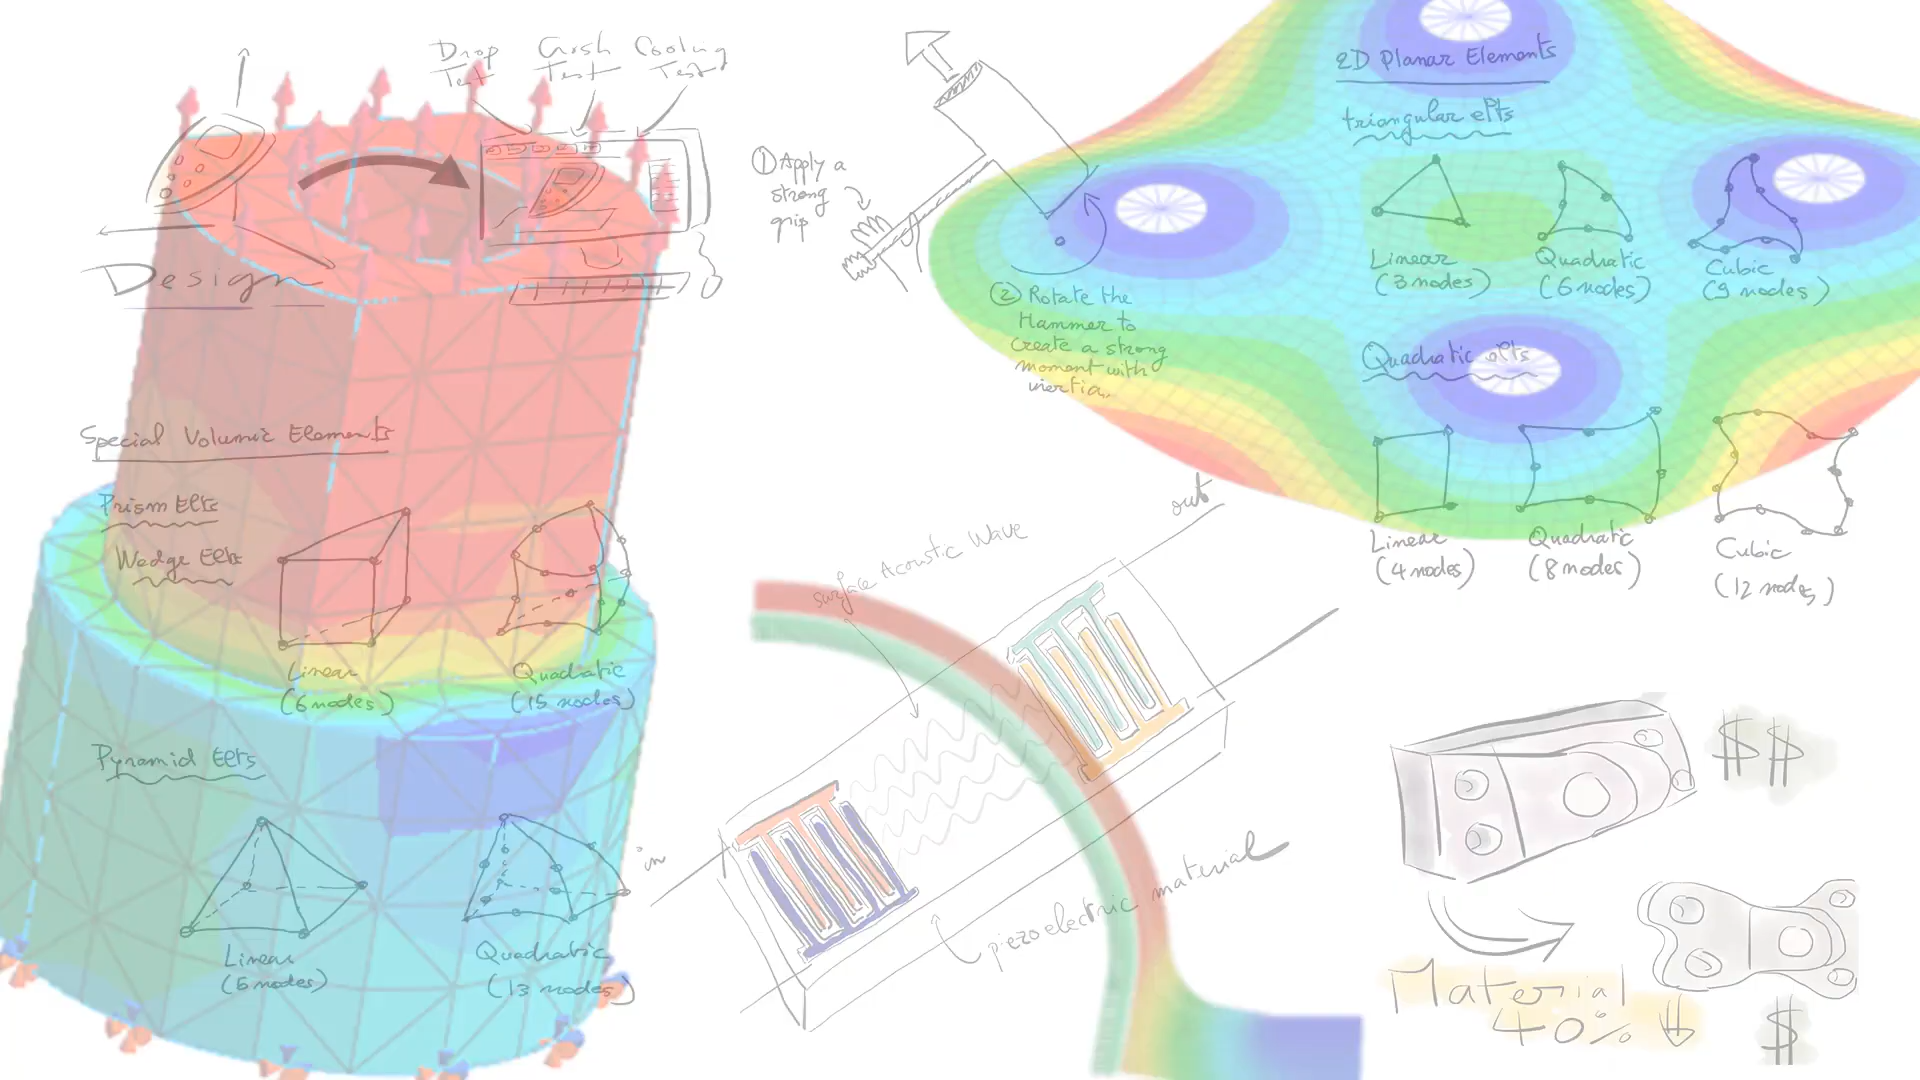 Drop Test
Crash Test
Cooling Test
Design
① Apply a
strong
grip
② Rotate the
Hammer to
create a strong
moment with
inertia.
2D Planar Elements
triangular elts
Linear
(3 nodes)
Quadratic
(6 nodes)
Cubic
(9 nodes)
Quadratic elts
Linear
(4 nodes)
Quadratic
(8 nodes)
Cubic
(12 nodes)
Special Volumic Elements
Prism Elts
Wedge Elts
Linear
(6 nodes)
Quadratic
(15 nodes)
Pyramid Elts
Linear
(5 nodes)
Quadratic
(13 nodes)
surface Acoustic Wave
out
in
piezoelectric material
$$
Material
40% ⇓
$